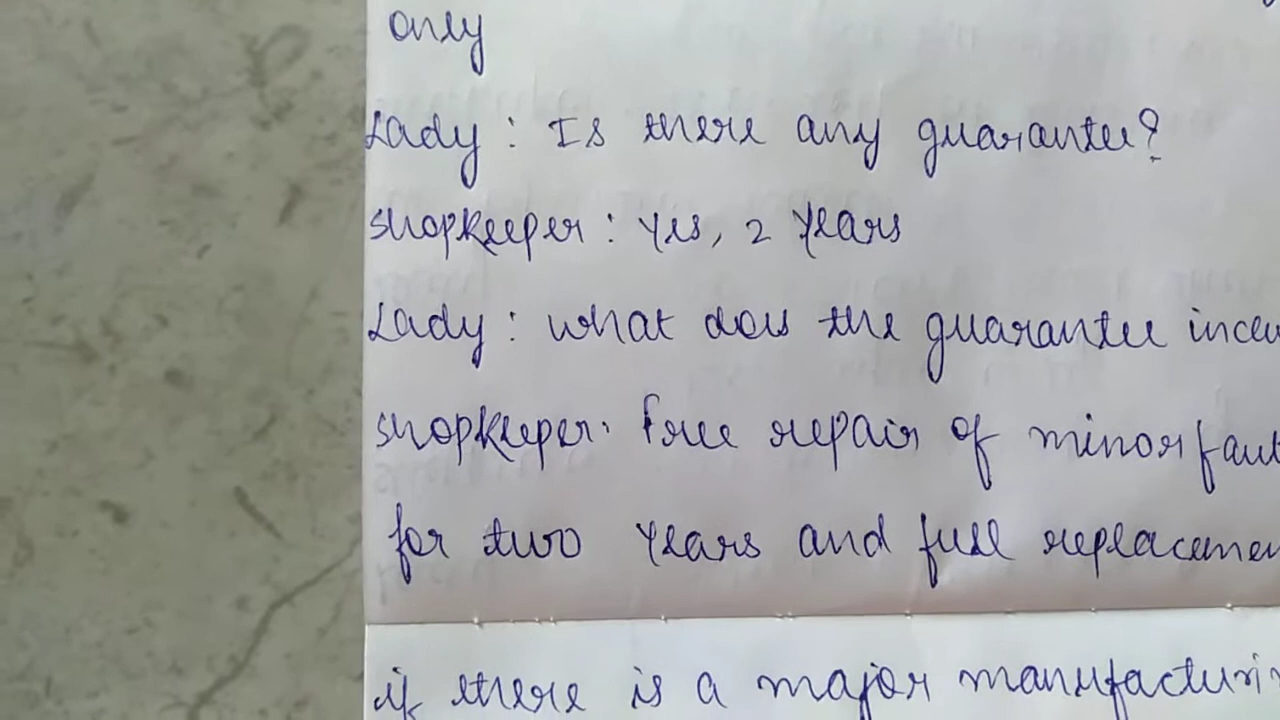 only
Lady : Is there any guarantee?
Shopkeeper : Yes, 2 Years
Lady : what does the guarantee
Shopkeeper : Free repair of minor
for two years and full
if there is a major